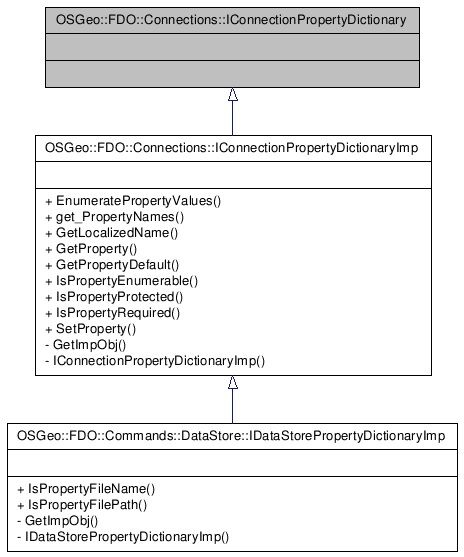 OSGeo::FDO::Connections::IConnectionPropertyDictionary
OSGeo::FDO::Connections::IConnectionPropertyDictionaryImp
+ EnumeratePropertyValues()
+ get_PropertyNames()
+ GetLocalizedName()
+ GetProperty()
+ GetPropertyDefault()
+ IsPropertyEnumerable()
+ IsPropertyProtected()
+ IsPropertyRequired()
+ SetProperty()
- GetImpObj()
- IConnectionPropertyDictionaryImp()
OSGeo::FDO::Commands::DataStore::IDataStorePropertyDictionaryImp
+ IsPropertyFileName()
+ IsPropertyFilePath()
- GetImpObj()
- IDataStorePropertyDictionaryImp()